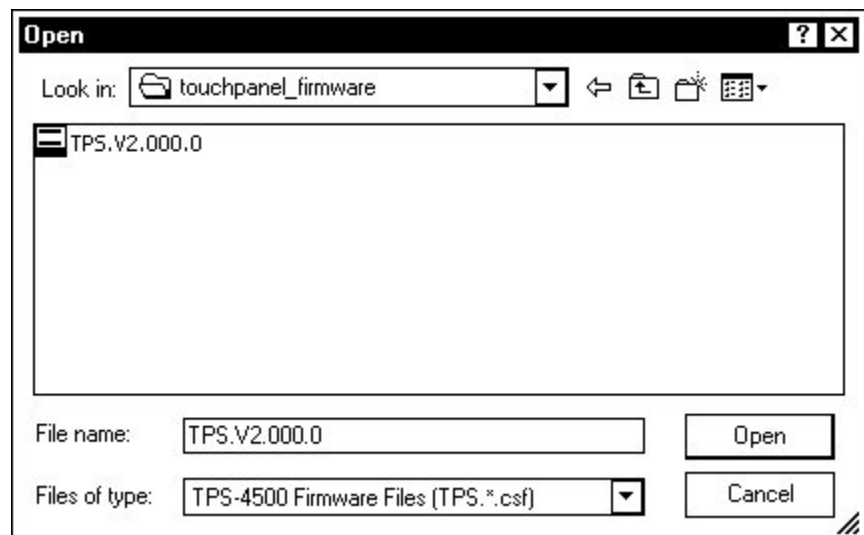 Open
Look in: touchpanel_firmware
TPS.V2.000.0
File name: TPS.V2.000.0 Open
Files of type: TPS-4500 Firmware Files (TPS.*.csf) Cancel